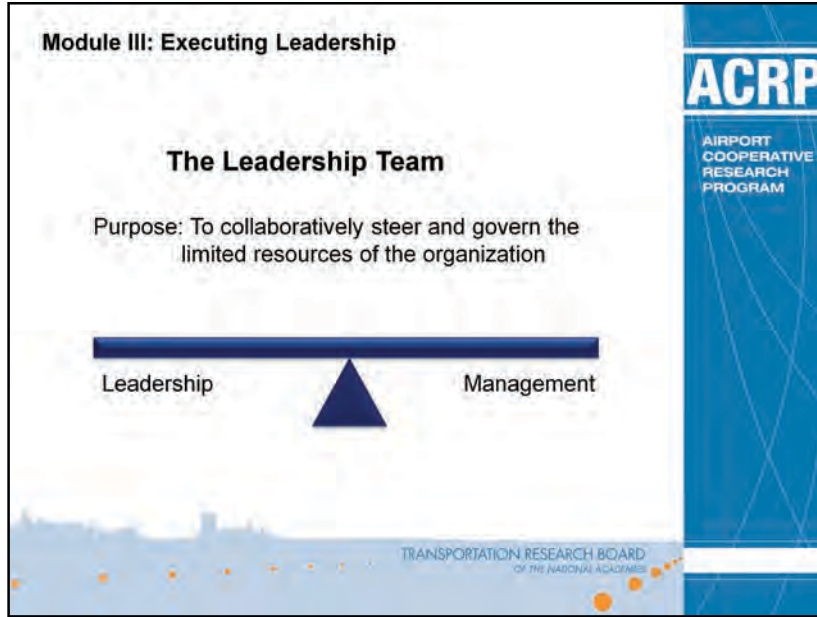 Module III: Executing Leadership
ACRP
AIRPORT
COOPERATIVE
RESEARCH
PROGRAM
The Leadership Team
Purpose: To collaboratively steer and govern the
limited resources of the organization
Leadership
Management
TRANSPORTATION RESEARCH BOARD
OF THE NATIONAL ACADEMIES